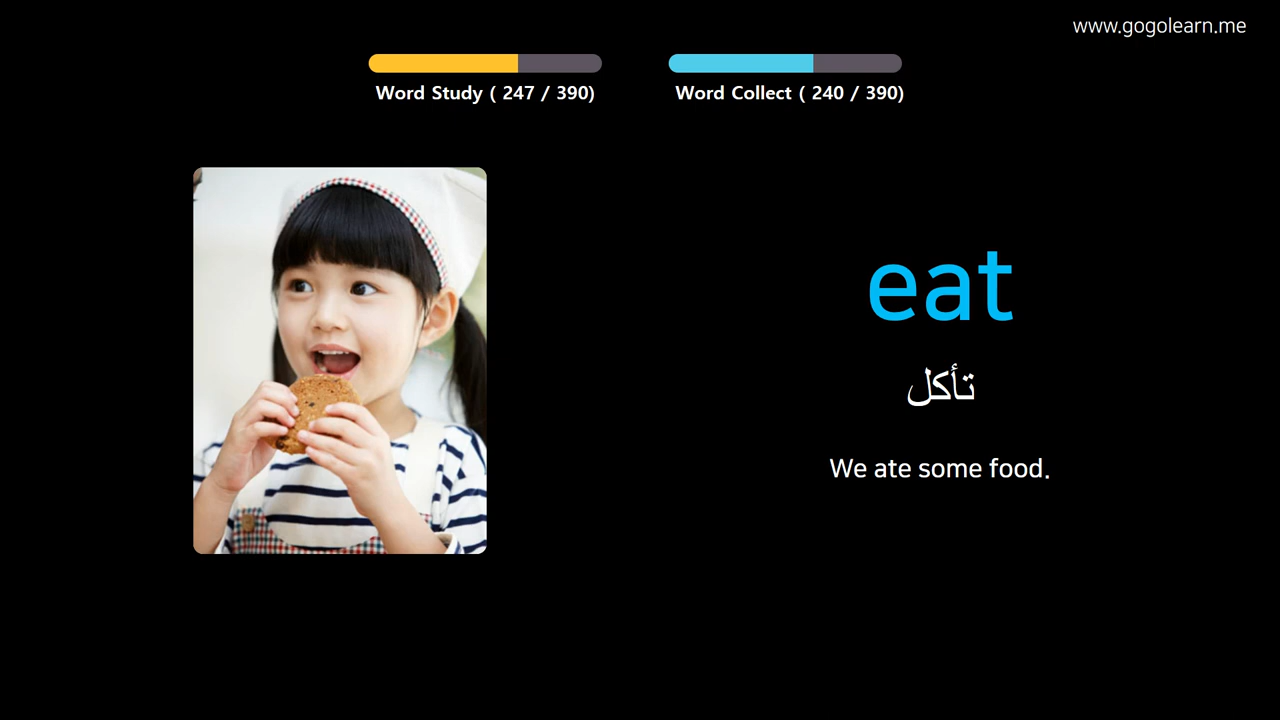 www.gogolearn.me
Word Study ( 247 / 390)
Word Collect ( 240 / 390)
eat
تأكل
We ate some food.